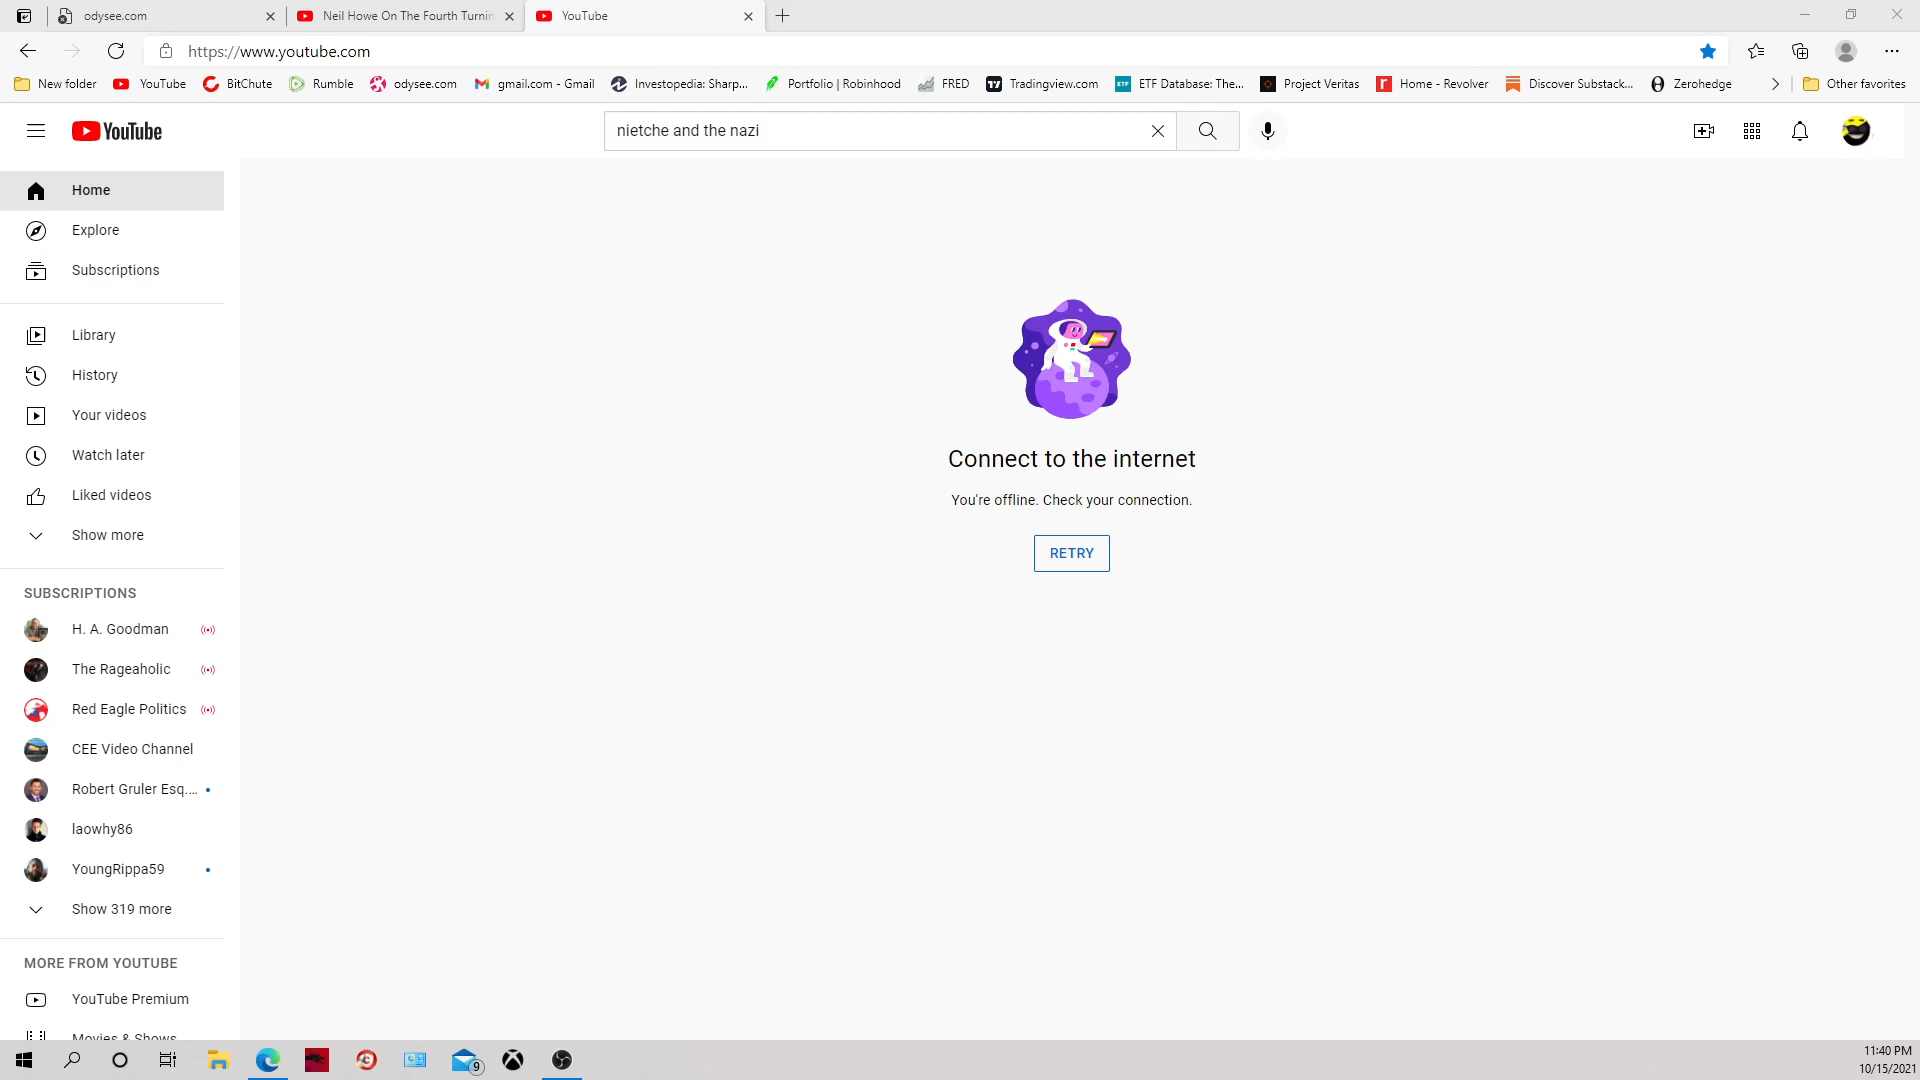 odysee.com
Neil Howe On The Fourth Turnin
YouTube
https://www.youtube.com
New folder
YouTube
BitChute
Rumble
odysee.com
gmail.com - Gmail
Investopedia: Sharp...
Portfolio | Robinhood
FRED
Tradingview.com
ETF Database: The...
Project Veritas
Home - Revolver
Discover Substack...
Zerohedge
Other favorites
YouTube
nietche and the nazi
Home
Explore
Subscriptions
Library
History
Your videos
Watch later
Liked videos
Show more
Connect to the internet
You're offline. Check your connection.
RETRY
SUBSCRIPTIONS
H. A. Goodman
The Rageaholic
Red Eagle Politics
CEE Video Channel
Robert Gruler Esq....
laowhy86
YoungRippa59
Show 319 more
MORE FROM YOUTUBE
YouTube Premium
Movies & Shows
9
11:40 PM
10/15/2021